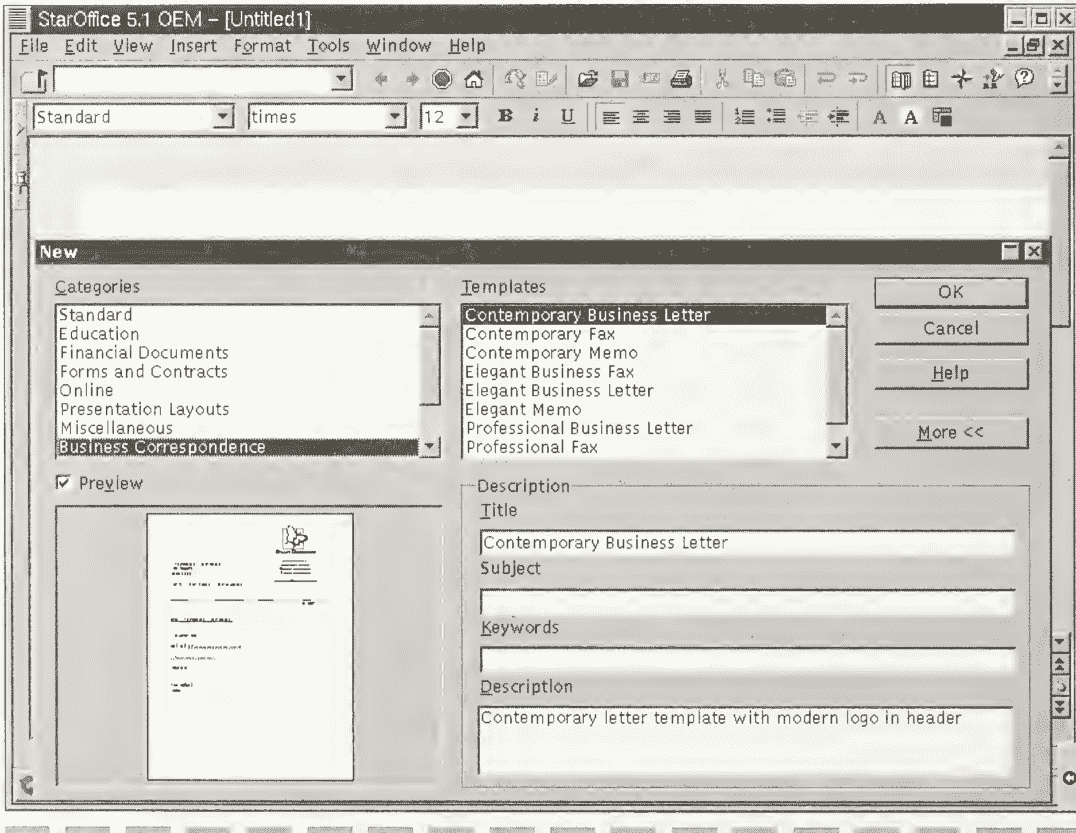 StarOffice 5.1 OEM – [Untitled1]
File Edit View Insert Format Tools Window Help
Standard times 12 B i U A A
New
Categories Templates
Standard
Education
Financial Documents
Forms and Contracts
Online
Presentation Layouts
Miscellaneous
Business Correspondence
Contemporary Business Letter
Contemporary Fax
Contemporary Memo
Elegant Business Fax
Elegant Business Letter
Elegant Memo
Professional Business Letter
Professional Fax
OK
Cancel
Help
More <<
Preview
Description
Title
Contemporary Business Letter
Subject
Keywords
Description
Contemporary letter template with modern logo in header